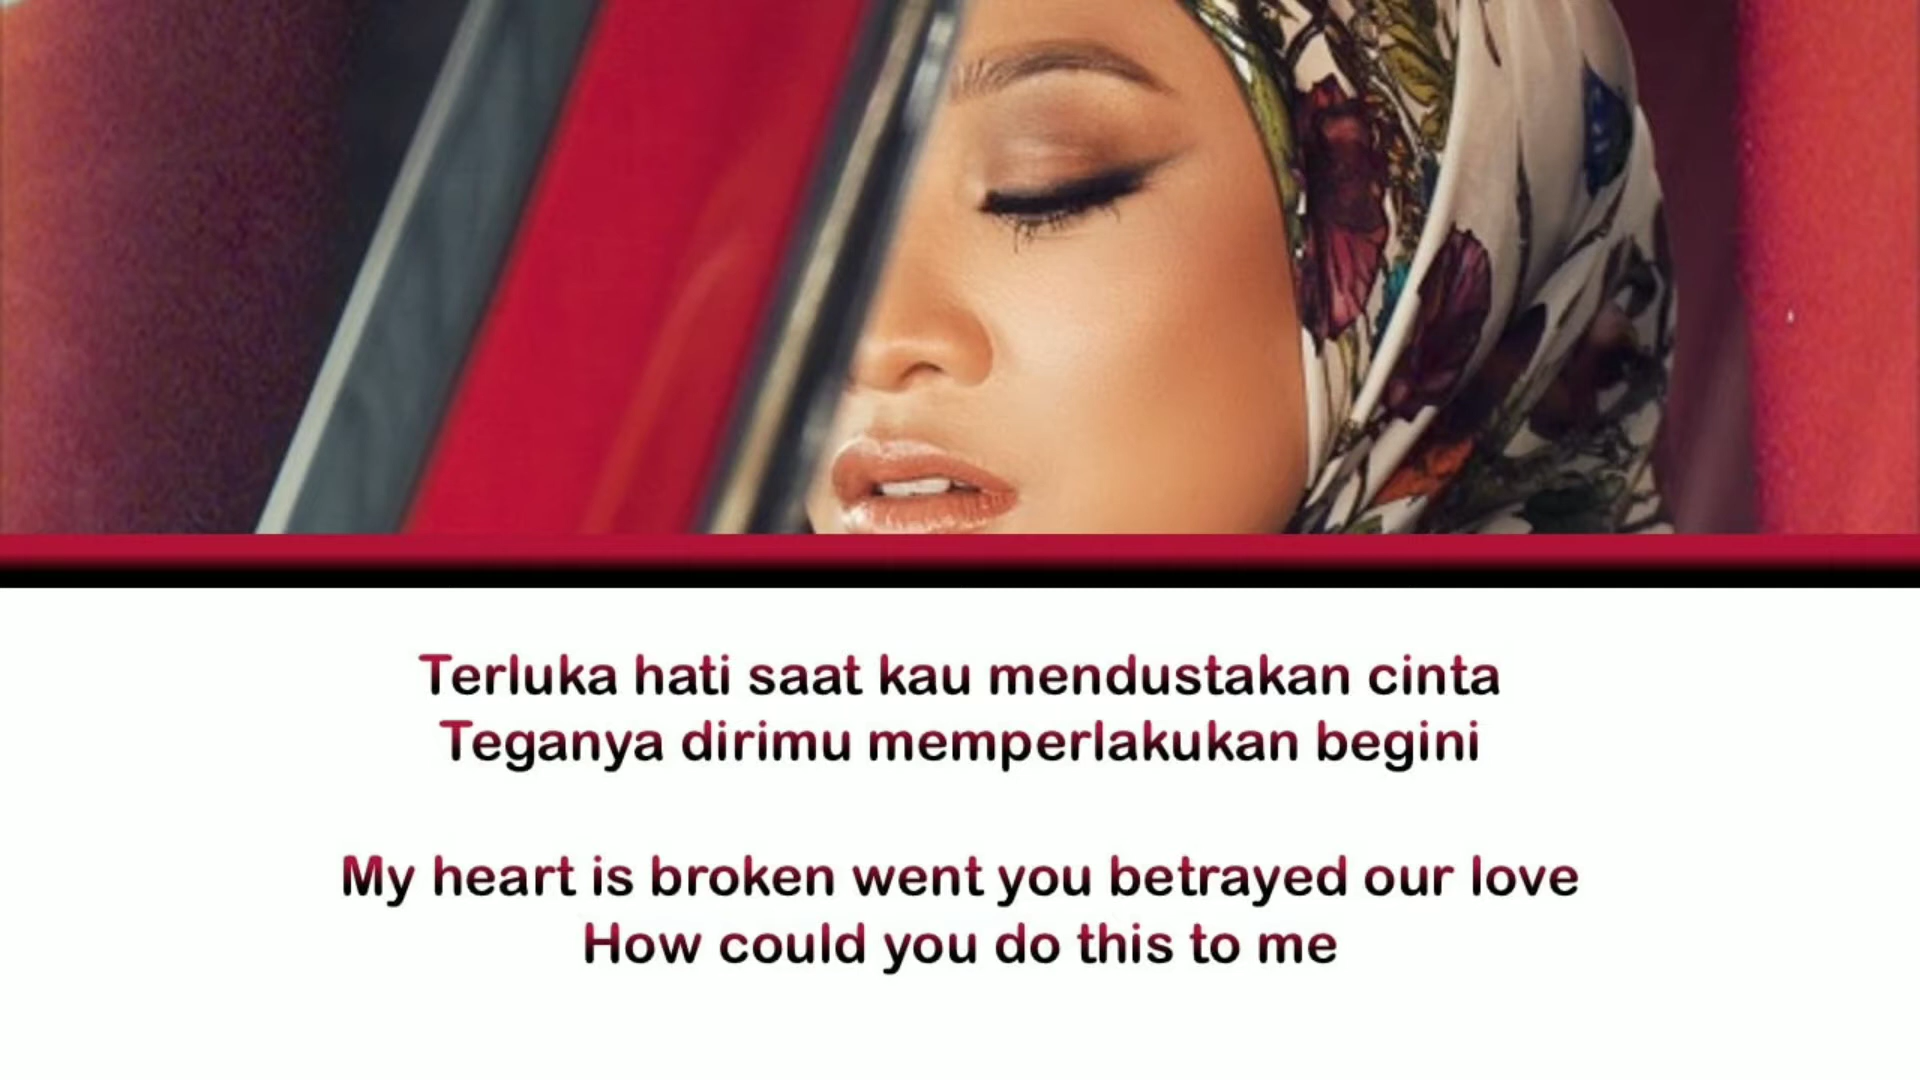 Terluka hati saat kau mendustakan cinta
Teganya dirimu memperlakukan begini
My heart is broken went you betrayed our love
How could you do this to me